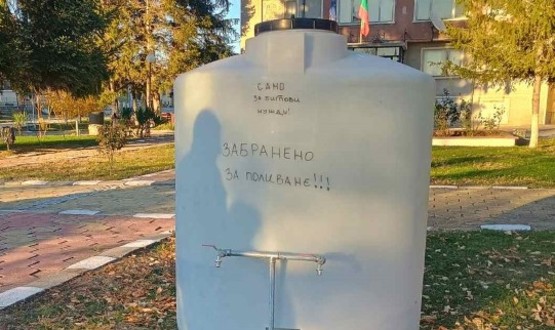 САМО
ЗА БИТОВИ
НУЖДИ!
ЗАБРАНЕНО
ЗА ПОЛИВАНЕ!!!